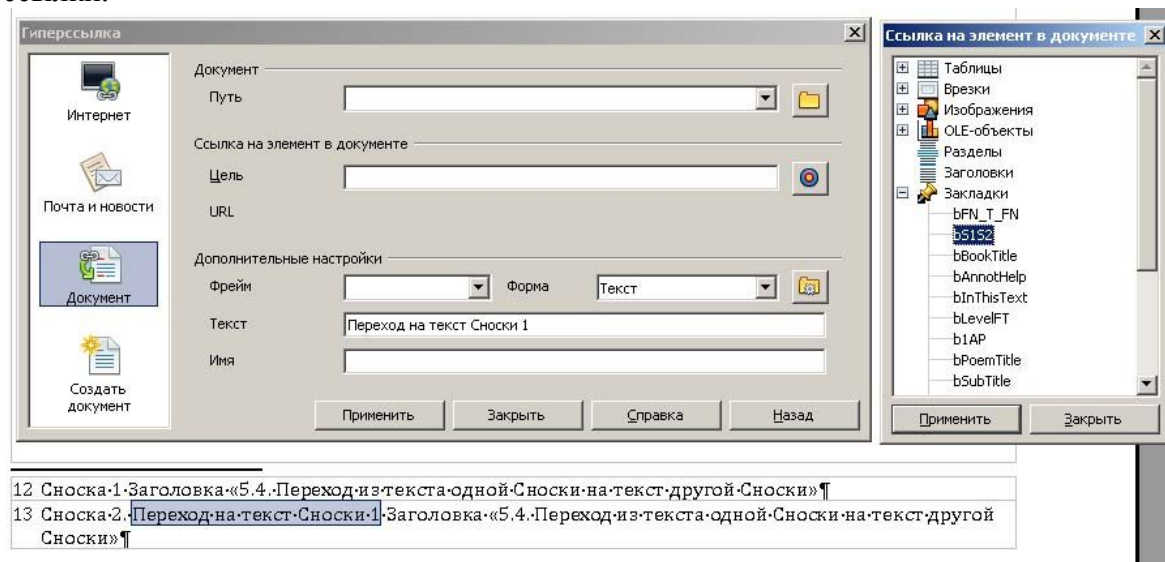 Гиперссылка
Интернет
Почта и новости
Документ
Создать
документ
Документ
Путь
Ссылка на элемент в документе
Цель
URL
Дополнительные настройки
Фрейм
Форма
Текст
Текст
Переход на текст Сноски 1
Имя
Применить
Закрыть
Справка
Назад
Ссылка на элемент в документе
Таблицы
Врезки
Изображения
OLE-объекты
Разделы
Заголовки
Закладки
bFN_T_FN
bS1S2
bBookTitle
bAnnotHelp
bInThisText
bLevelFT
b1AP
bPoemTitle
bSubTitle
Применить
Закрыть
12 Сноска·1·Заголовка·«5.4.·Переход·из·текста·одной·Сноски·на·текст·другой·Сноски»¶
13 Сноска·2.·Переход·на·текст·Сноски·1·Заголовка·«5.4.·Переход·из·текста·одной·Сноски·на·текст·другой
Сноски»¶